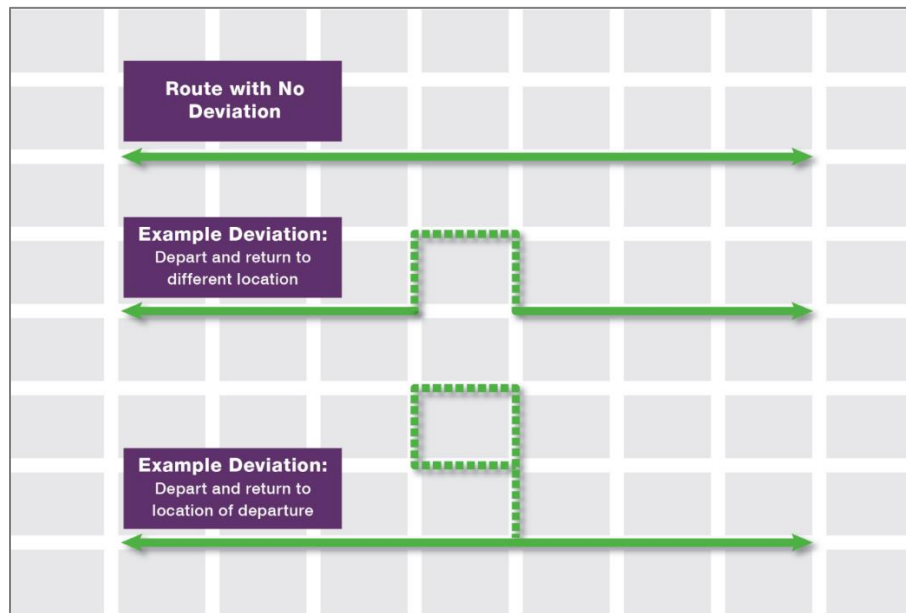 Route with No
Deviation
Example Deviation:
Depart and return to
different location
Example Deviation:
Depart and return to
location of departure